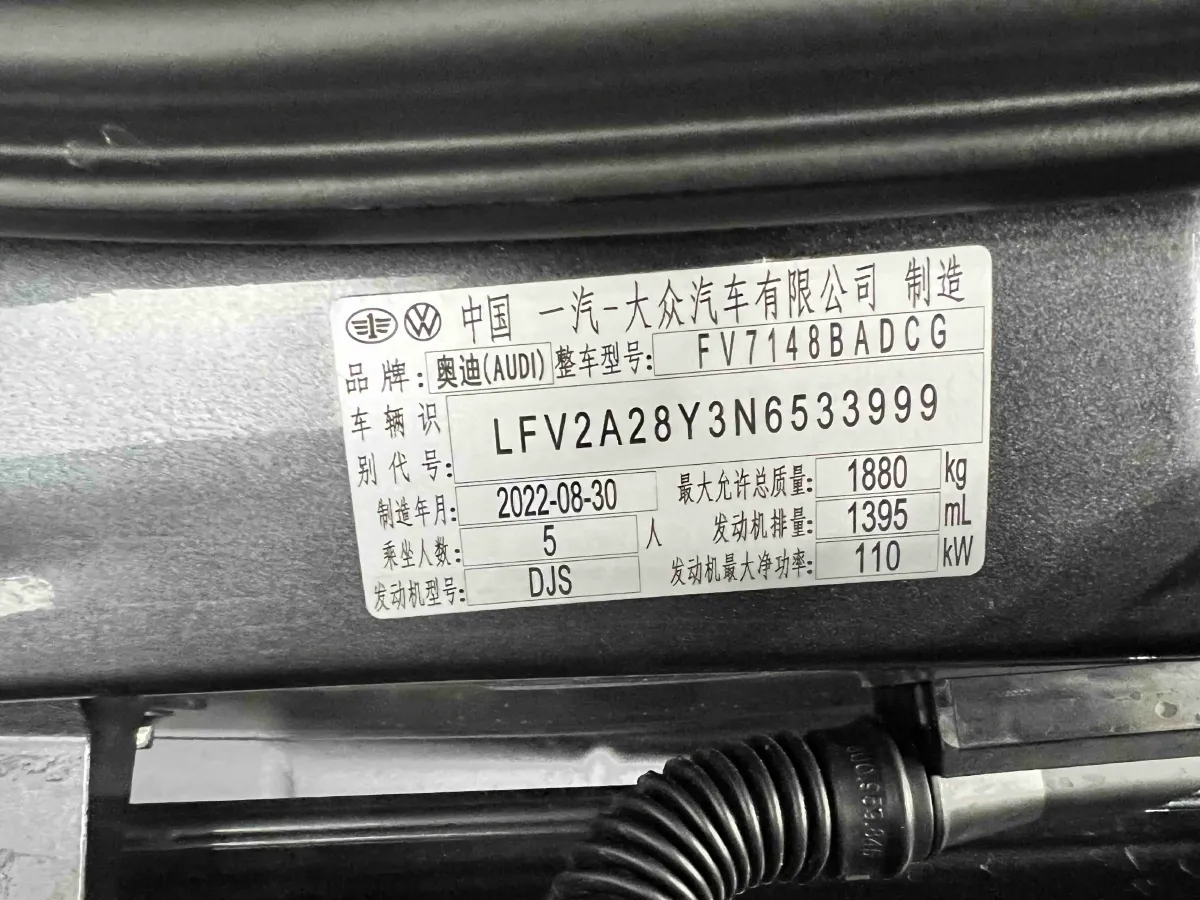 中国 一汽-大众汽车有限公司 制造
品牌: 奥迪(AUDI) 整车型号: FV7148BADCG
车辆识别代号: LFV2A28Y3N6533999
制造年月: 2022-08-30 最大允许总质量: 1880 kg
乘坐人数: 5 人 发动机排量: 1395 mL
发动机型号: DJS 发动机最大净功率: 110 kW